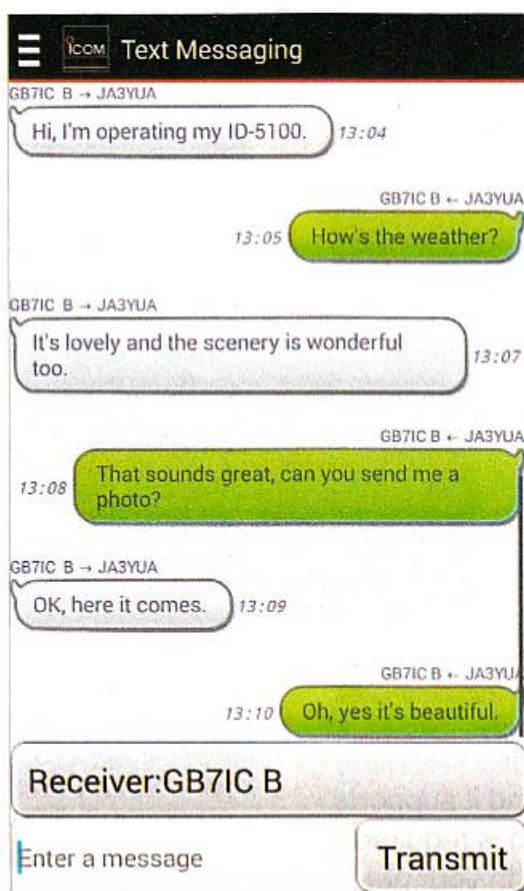 iCOM Text Messaging
GB7IC B → JA3YUA
Hi, I'm operating my ID-5100. 13:04
GB7IC B ← JA3YUA
13:05 How's the weather?
GB7IC B → JA3YUA
It's lovely and the scenery is wonderful
too.
13:07
GB7IC B ← JA3YUA
13:08
That sounds great, can you send me a
photo?
GB7IC B → JA3YUA
OK, here it comes. 13:09
GB7IC B ← JA3YUA
13:10 Oh, yes it's beautiful.
Receiver:GB7IC B
Enter a message
Transmit